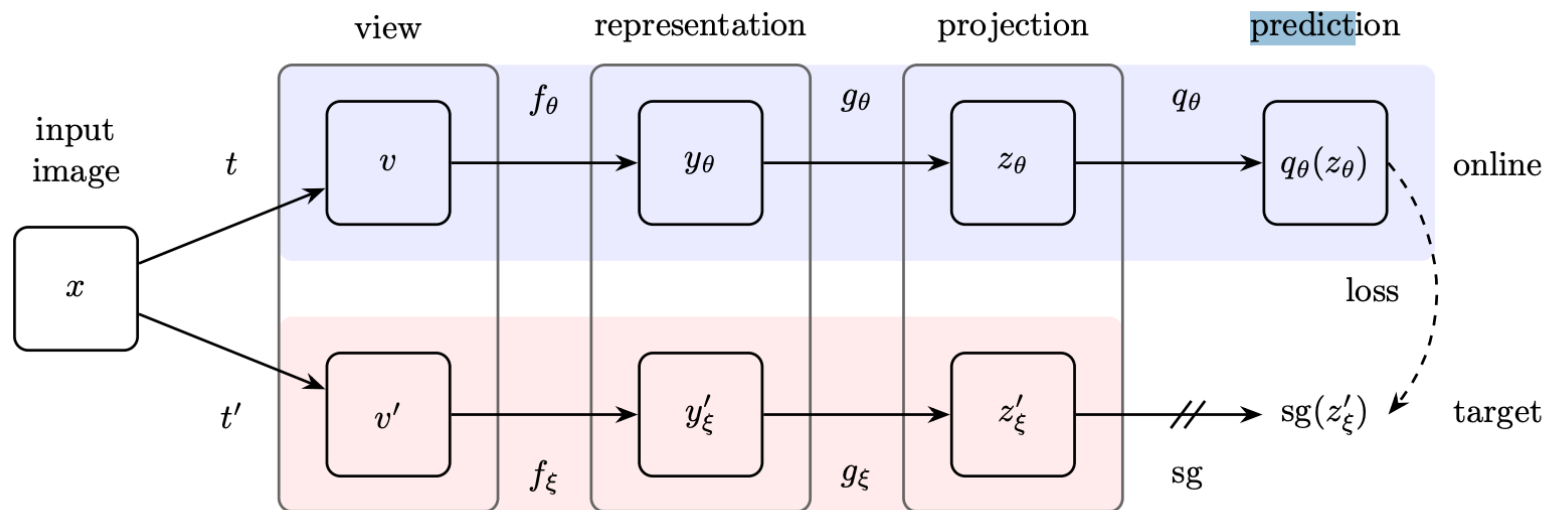 view representation projection prediction
input
image
t
f_θ g_θ q_θ
v y_θ z_θ q_θ(z_θ) online
x
loss
t′
v′ y′_ξ z′_ξ sg(z′_ξ) target
f_ξ g_ξ sg